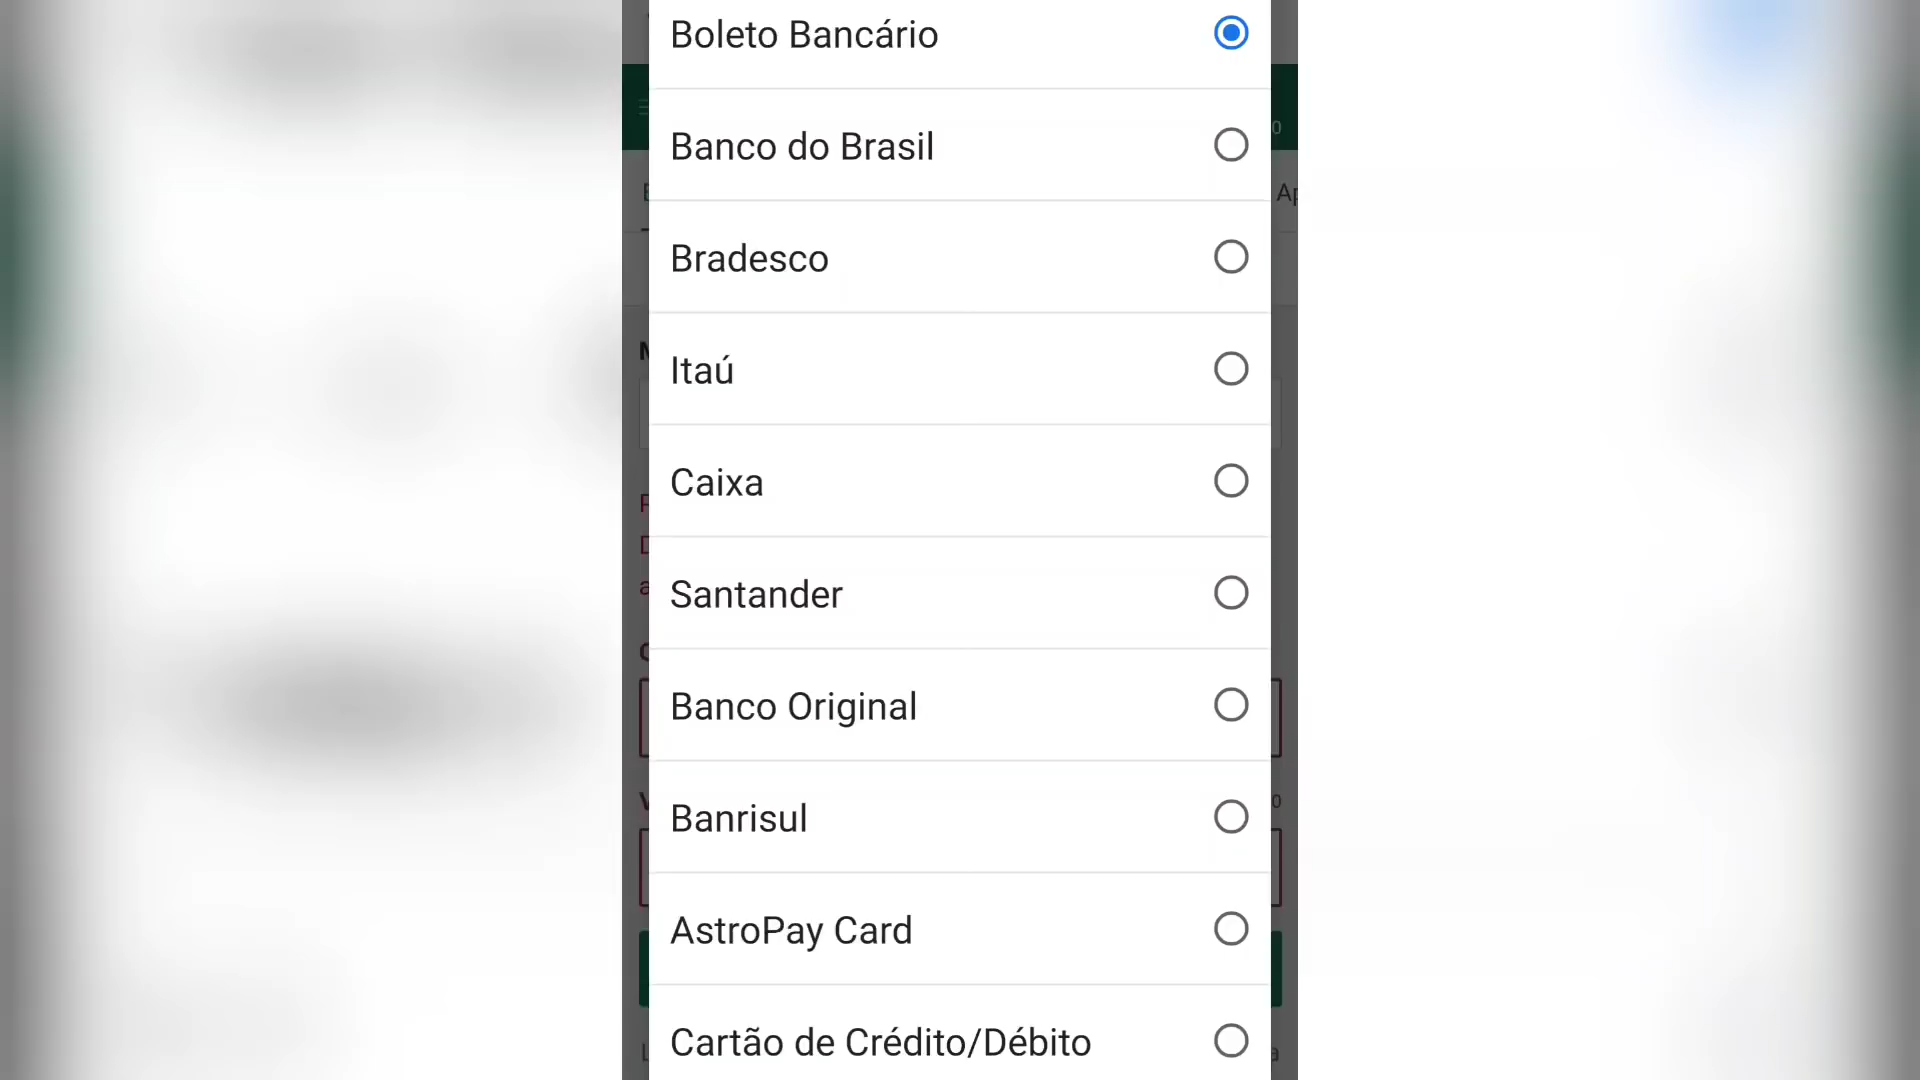 Boleto Bancário
Banco do Brasil
Bradesco
Itaú
Caixa
Santander
Banco Original
Banrisul
AstroPay Card
Cartão de Crédito/Débito